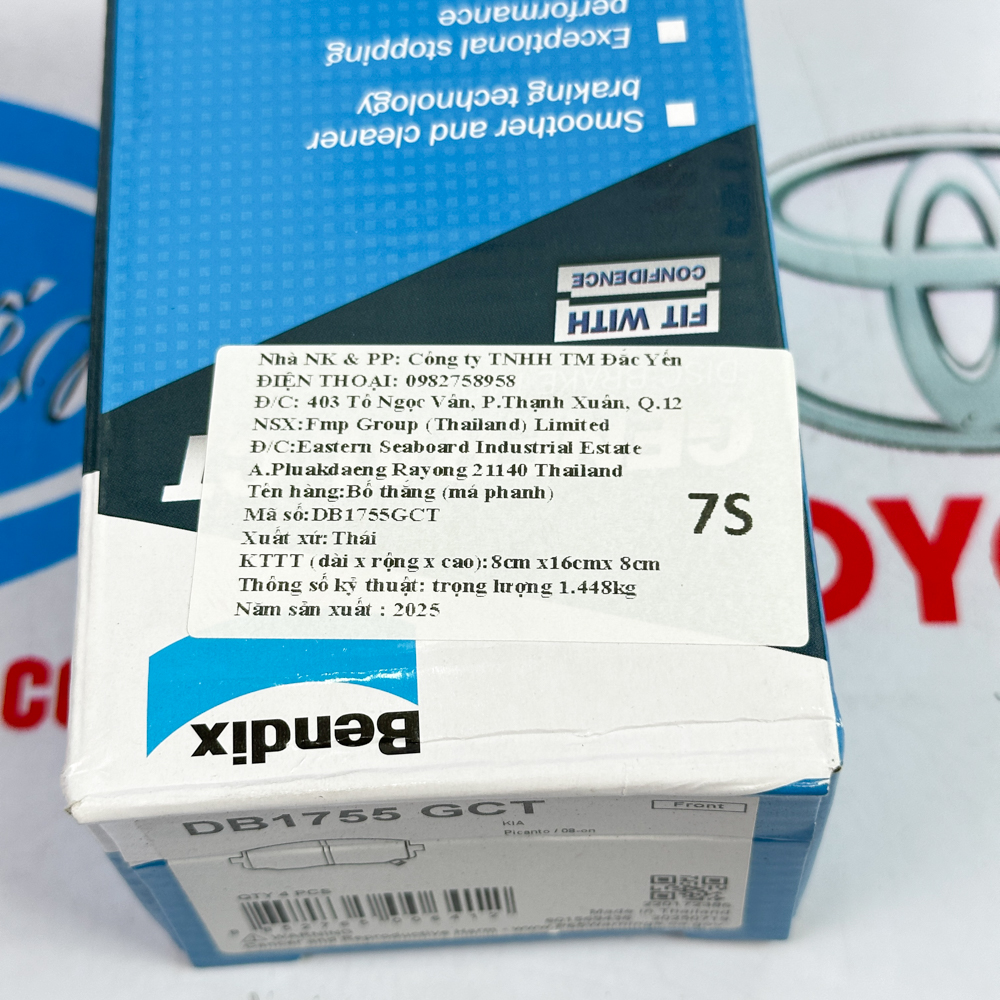 Exceptional stopping
performance
Smoother and cleaner
braking technology
FIT WITH
CONFIDENCE
Nhà NK & PP: Công ty TNHH TM Đắc Yến
ĐIỆN THOẠI: 0982758958
Đ/C: 403 Tô Ngọc Vân, P.Thạnh Xuân, Q.12
NSX:Fmp Group (Thailand) Limited
Đ/C:Eastern Seaboard Industrial Estate
A.Pluakdaeng Rayong 21140 Thailand
Tên hàng:Bố thắng (má phanh)
Mã số:DB1755GCT
Xuất xứ: Thái
KTTT (dài x rộng x cao): 8cm x16cmx 8cm
Thông số kỹ thuật: trọng lượng 1.448kg
Năm sản xuất : 2025
7S
Bendix
DB1755 GCT
KIA
Picanto / 08-on
Front
QTY 4 PCS
WARNING
Made in Thailand
TOYO